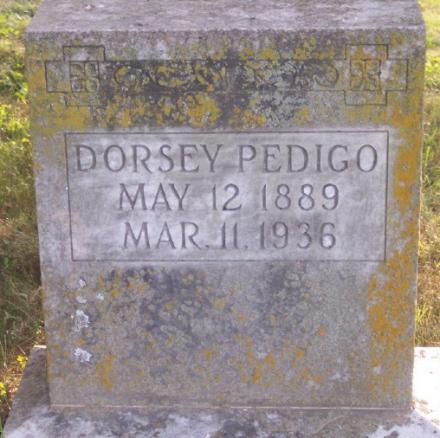 DORSEY PEDIGO
MAY 12 1889
MAR. 11, 1936